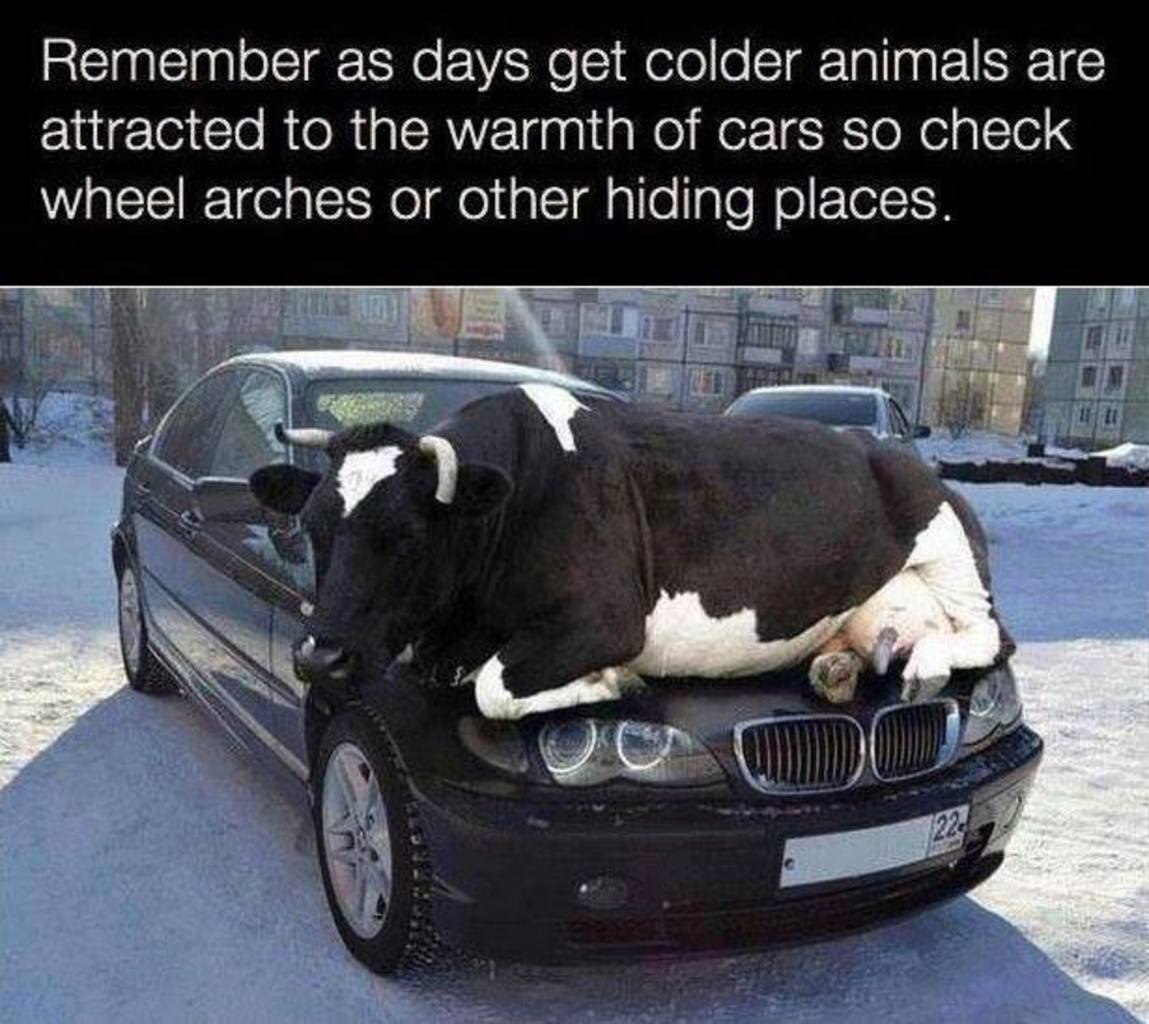 Remember as days get colder animals are
attracted to the warmth of cars so check
wheel arches or other hiding places.
22